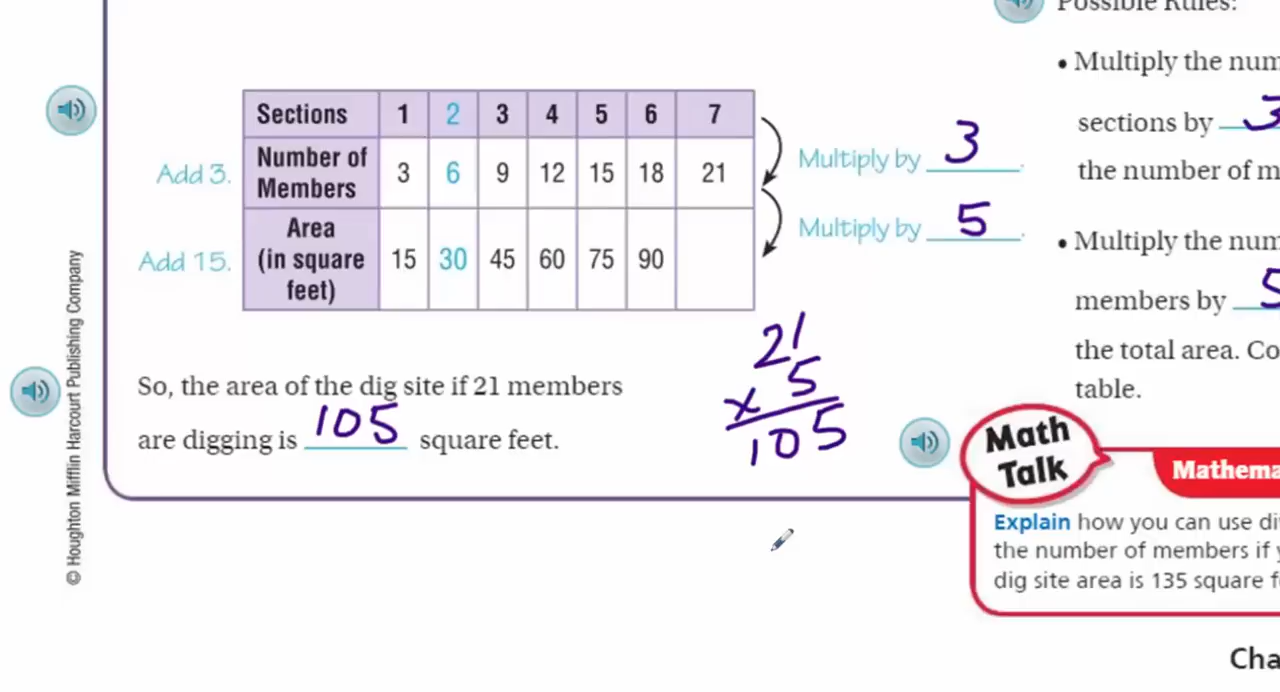 Possible Rules:
• Multiply the num
sections by 3
the number of m
• Multiply the num
members by 5
the total area. Co
table.
Sections 1 2 3 4 5 6 7
Add 3. Number of Members 3 6 9 12 15 18 21
Multiply by 3.
Add 15. Area (in square feet) 15 30 45 60 75 90
Multiply by 5.
21
x 5
105
So, the area of the dig site if 21 members
are digging is 105 square feet.
© Houghton Mifflin Harcourt Publishing Company
Math
Talk
Mathema
Explain how you can use di
the number of members if
dig site area is 135 square f
Cha